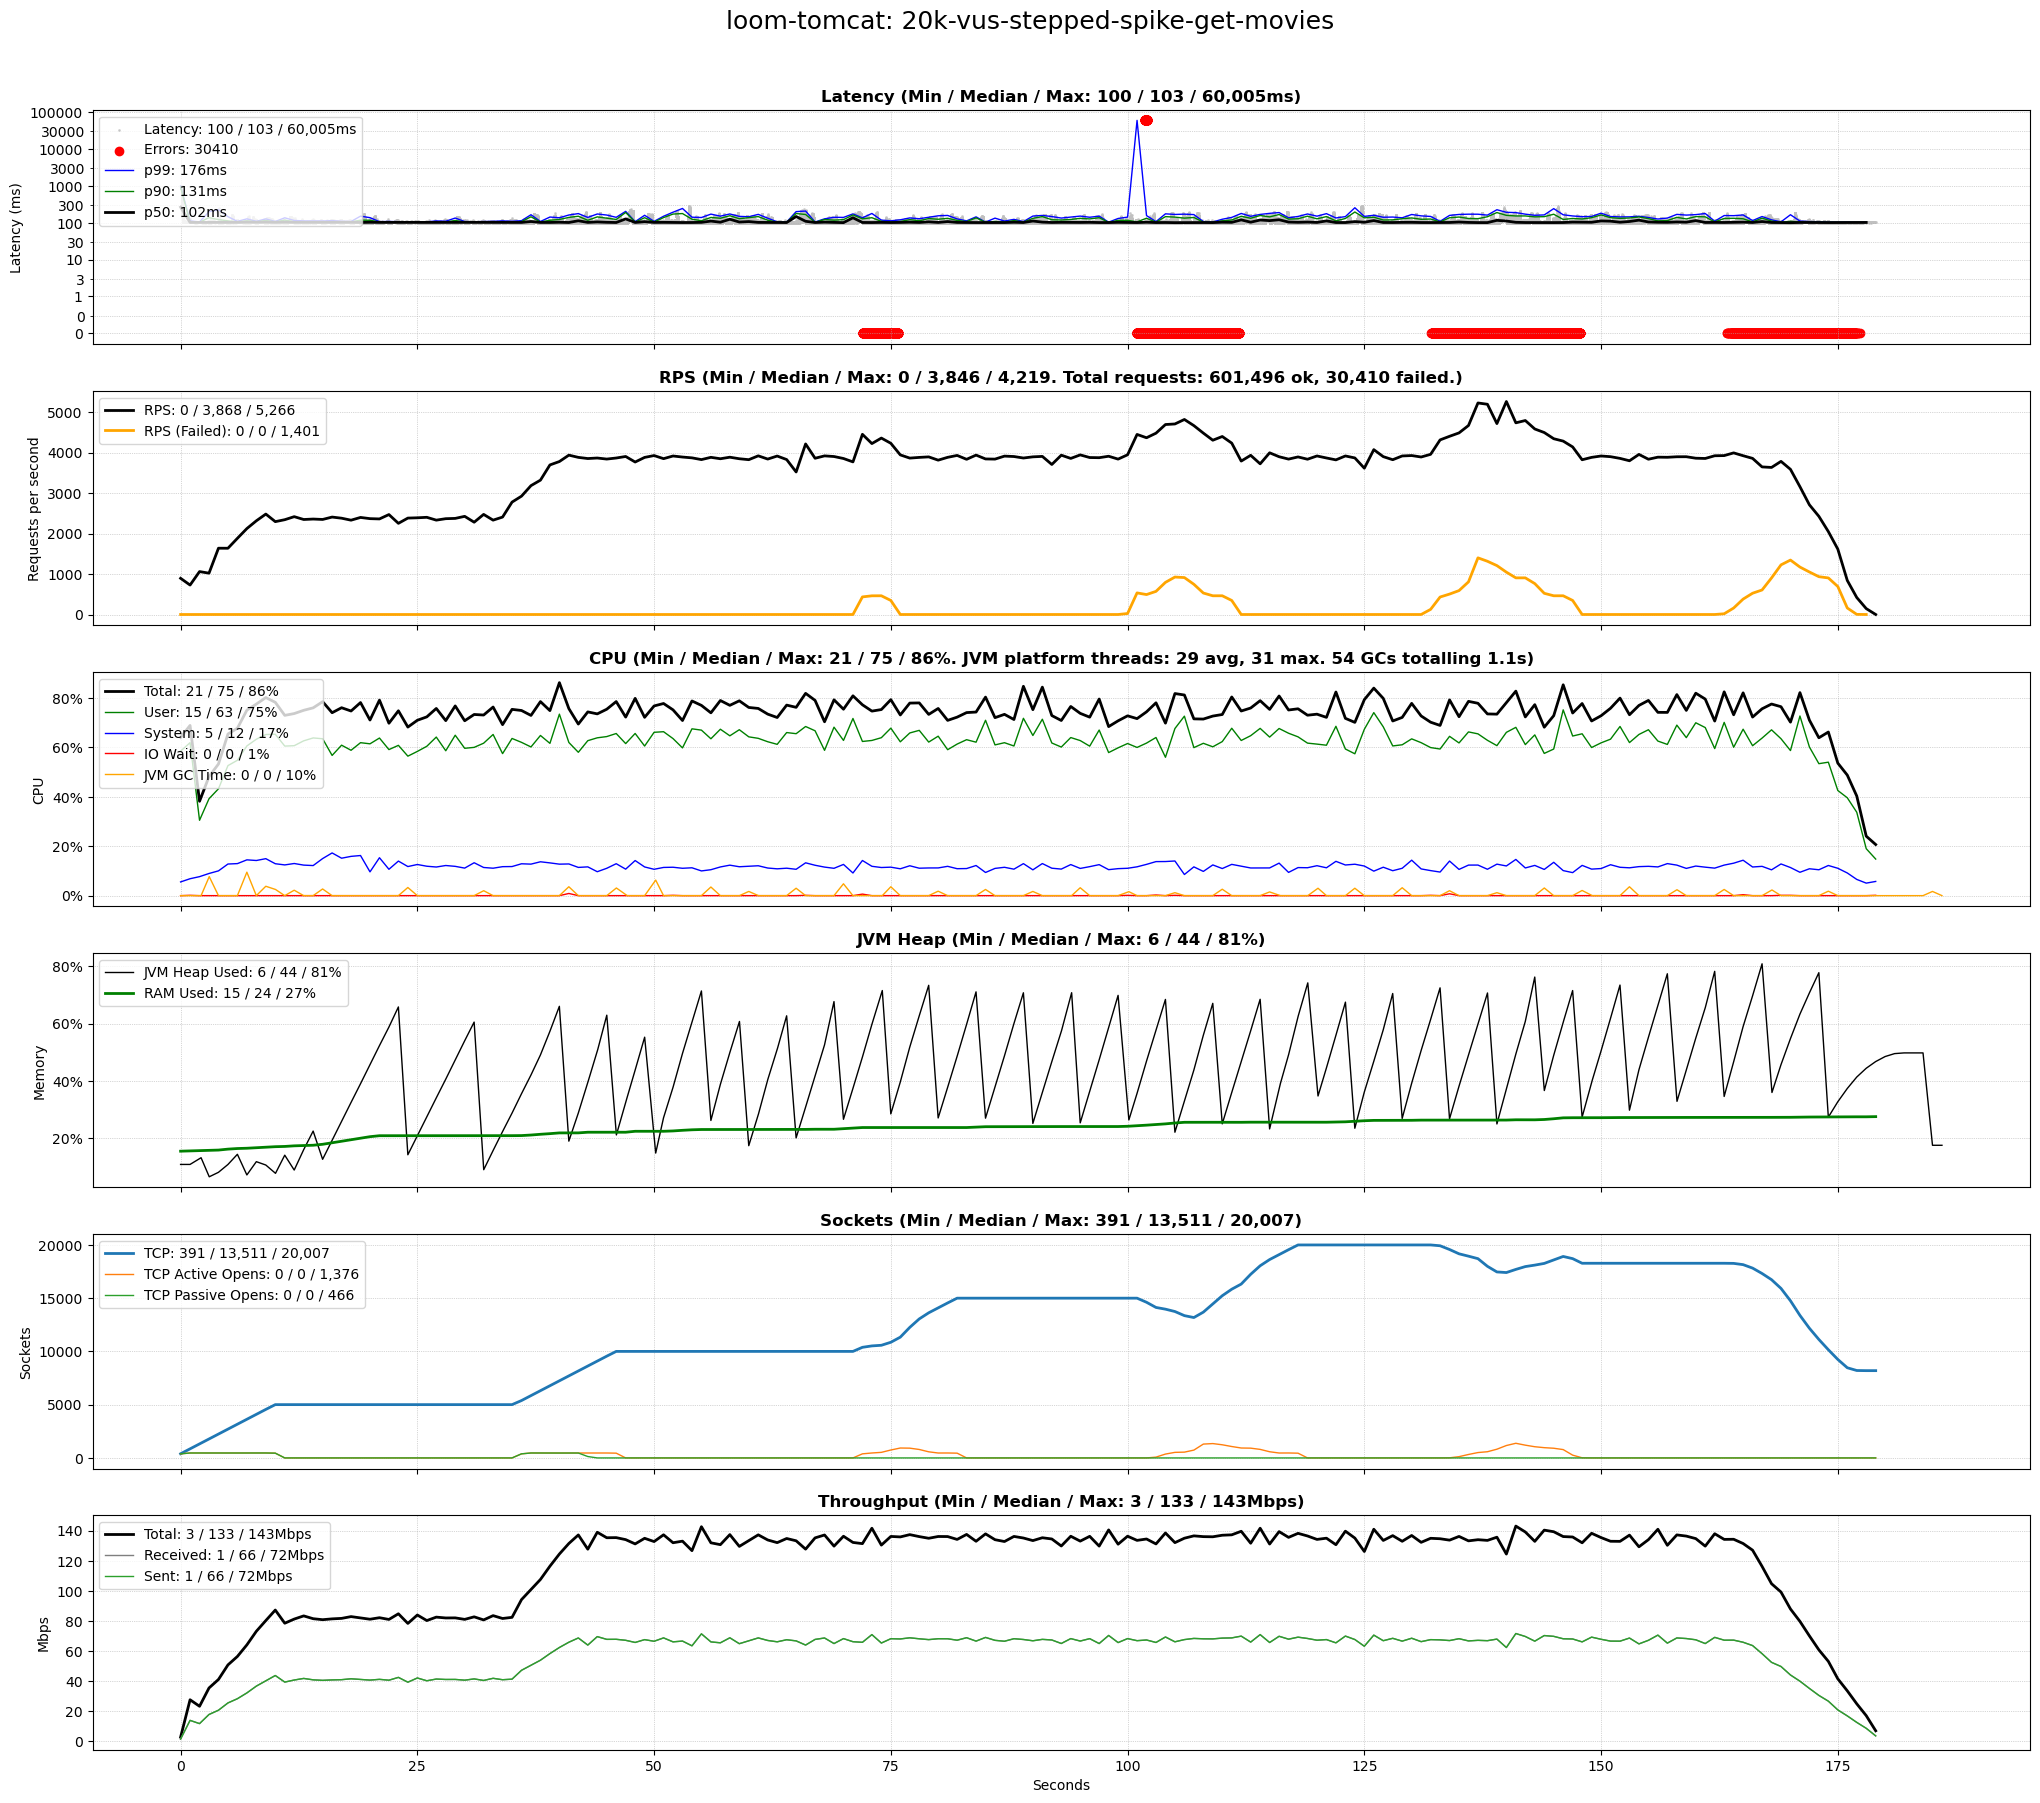 loom-tomcat: 20k-vus-stepped-spike-get-movies
Latency (Min / Median / Max: 100 / 103 / 60,005ms)
Latency (ms)
100000
30000
10000
3000
1000
300
100
30
10
3
1
0
0
Latency: 100 / 103 / 60,005ms
Errors: 30410
p99: 176ms
p90: 131ms
p50: 102ms
RPS (Min / Median / Max: 0 / 3,846 / 4,219. Total requests: 601,496 ok, 30,410 failed.)
Requests per second
5000
4000
3000
2000
1000
0
RPS: 0 / 3,868 / 5,266
RPS (Failed): 0 / 0 / 1,401
CPU (Min / Median / Max: 21 / 75 / 86%. JVM platform threads: 29 avg, 31 max. 54 GCs totalling 1.1s)
CPU
80%
60%
40%
20%
0%
Total: 21 / 75 / 86%
User: 15 / 63 / 75%
System: 5 / 12 / 17%
IO Wait: 0 / 0 / 1%
JVM GC Time: 0 / 0 / 10%
JVM Heap (Min / Median / Max: 6 / 44 / 81%)
Memory
80%
60%
40%
20%
JVM Heap Used: 6 / 44 / 81%
RAM Used: 15 / 24 / 27%
Sockets (Min / Median / Max: 391 / 13,511 / 20,007)
Sockets
20000
15000
10000
5000
0
TCP: 391 / 13,511 / 20,007
TCP Active Opens: 0 / 0 / 1,376
TCP Passive Opens: 0 / 0 / 466
Throughput (Min / Median / Max: 3 / 133 / 143Mbps)
Mbps
140
120
100
80
60
40
20
0
Total: 3 / 133 / 143Mbps
Received: 1 / 66 / 72Mbps
Sent: 1 / 66 / 72Mbps
0 25 50 75 100 125 150 175
Seconds